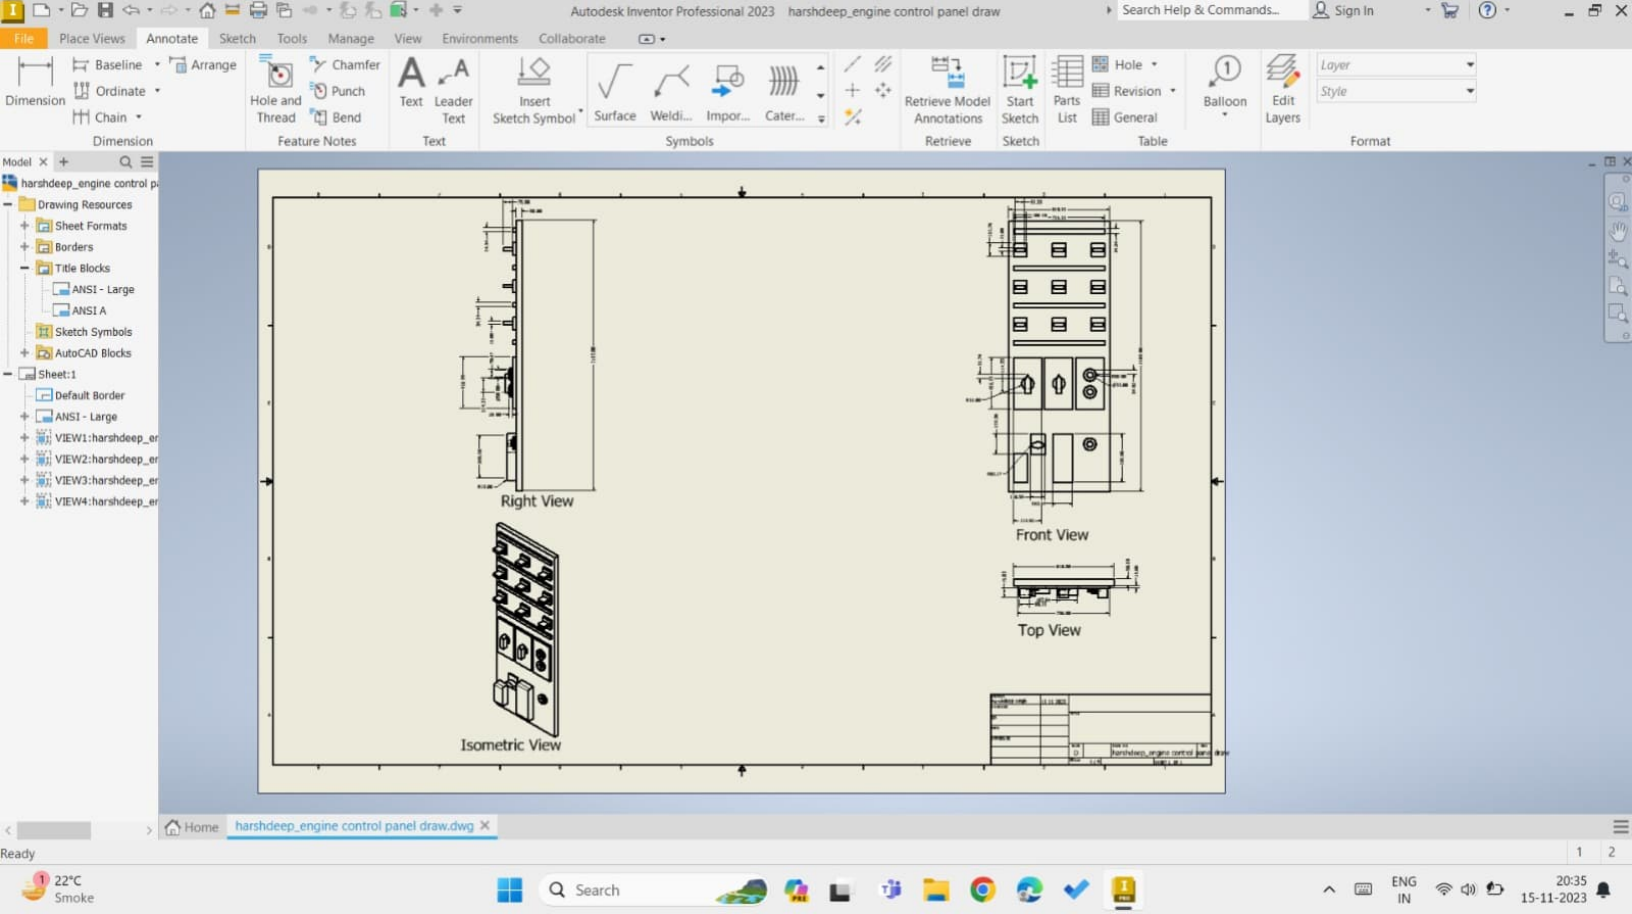 Autodesk Inventor Professional 2023 harshdeep_engine control panel draw
Search Help & Commands...
Sign In
File
Place Views
Annotate
Sketch
Tools
Manage
View
Environments
Collaborate
Dimension
Baseline
Ordinate
Chain
Arrange
Dimension
Hole and
Thread
Chamfer
Punch
Bend
Feature Notes
Text
Leader
Text
Text
Insert
Sketch Symbol
Surface
Weldi...
Impor...
Cater...
Symbols
Retrieve Model
Annotations
Retrieve
Start
Sketch
Sketch
Parts
List
Hole
Revision
General
Table
Balloon
Edit
Layers
Layer
Style
Format
Model
harshdeep_engine control p
Drawing Resources
Sheet Formats
Borders
Title Blocks
ANSI - Large
ANSI A
Sketch Symbols
AutoCAD Blocks
Sheet:1
Default Border
ANSI - Large
VIEW1:harshdeep_er
VIEW2:harshdeep_er
VIEW3:harshdeep_er
VIEW4:harshdeep_er
Right View
Front View
Top View
Isometric View
harshdeep_engine control panel draw
Home
harshdeep_engine control panel draw.dwg
Ready
1 2
1
22°C
Smoke
Search
ENG
IN
20:35
15-11-2023